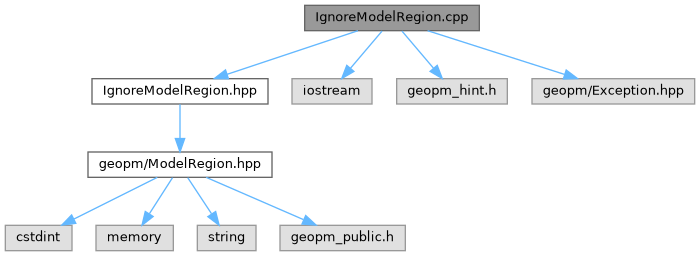 IgnoreModelRegion.cpp
IgnoreModelRegion.hpp
iostream
geopm_hint.h
geopm/Exception.hpp
geopm/ModelRegion.hpp
cstdint
memory
string
geopm_public.h